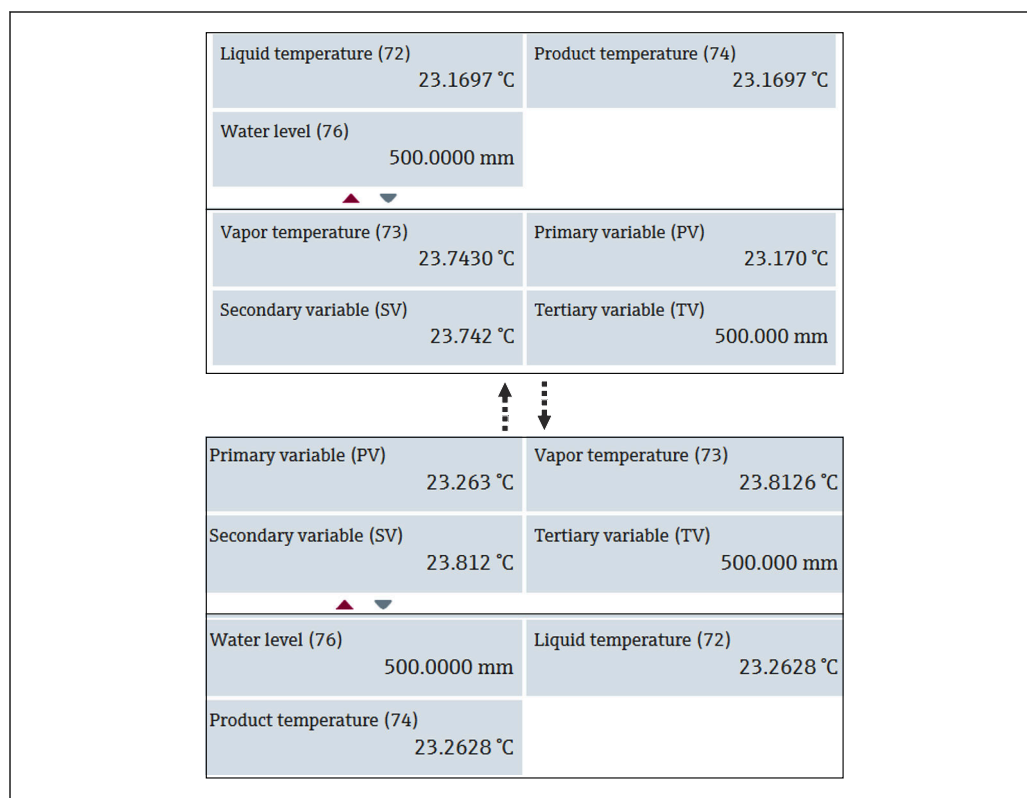 Liquid temperature (72)
23.1697 °C
Product temperature (74)
23.1697 °C
Water level (76)
500.0000 mm
Vapor temperature (73)
23.7430 °C
Primary variable (PV)
23.170 °C
Secondary variable (SV)
23.742 °C
Tertiary variable (TV)
500.000 mm
Primary variable (PV)
23.263 °C
Vapor temperature (73)
23.8126 °C
Secondary variable (SV)
23.812 °C
Tertiary variable (TV)
500.000 mm
Water level (76)
500.0000 mm
Liquid temperature (72)
23.2628 °C
Product temperature (74)
23.2628 °C